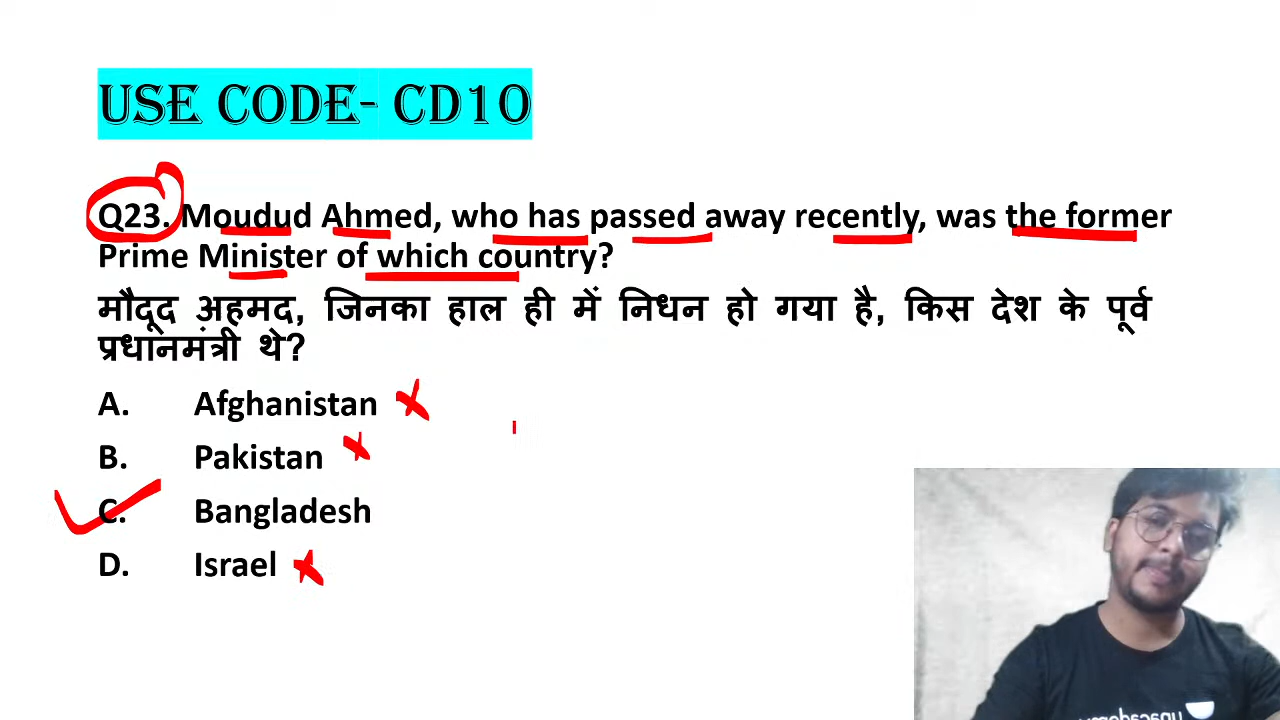 USE CODE- CD10
Q23. Moudud Ahmed, who has passed away recently, was the former
Prime Minister of which country?
मौदूद अहमद, जिनका हाल ही में निधन हो गया है, किस देश के पूर्व
प्रधानमंत्री थे?
A. Afghanistan
B. Pakistan
C. Bangladesh
D. Israel